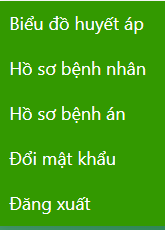 Biểu đồ huyết áp
Hồ sơ bệnh nhân
Hồ sơ bệnh án
Đổi mật khẩu
Đăng xuất